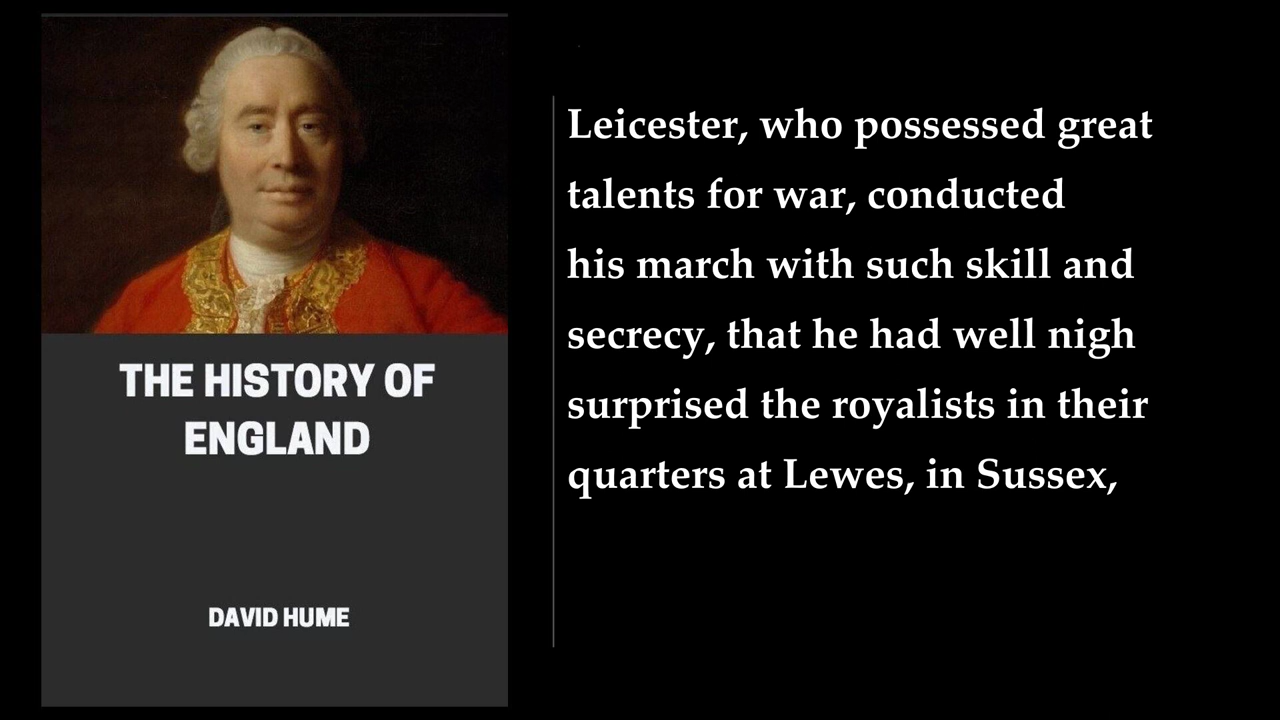 THE HISTORY OF
ENGLAND
DAVID HUME
Leicester, who possessed great
talents for war, conducted
his march with such skill and
secrecy, that he had well nigh
surprised the royalists in their
quarters at Lewes, in Sussex,